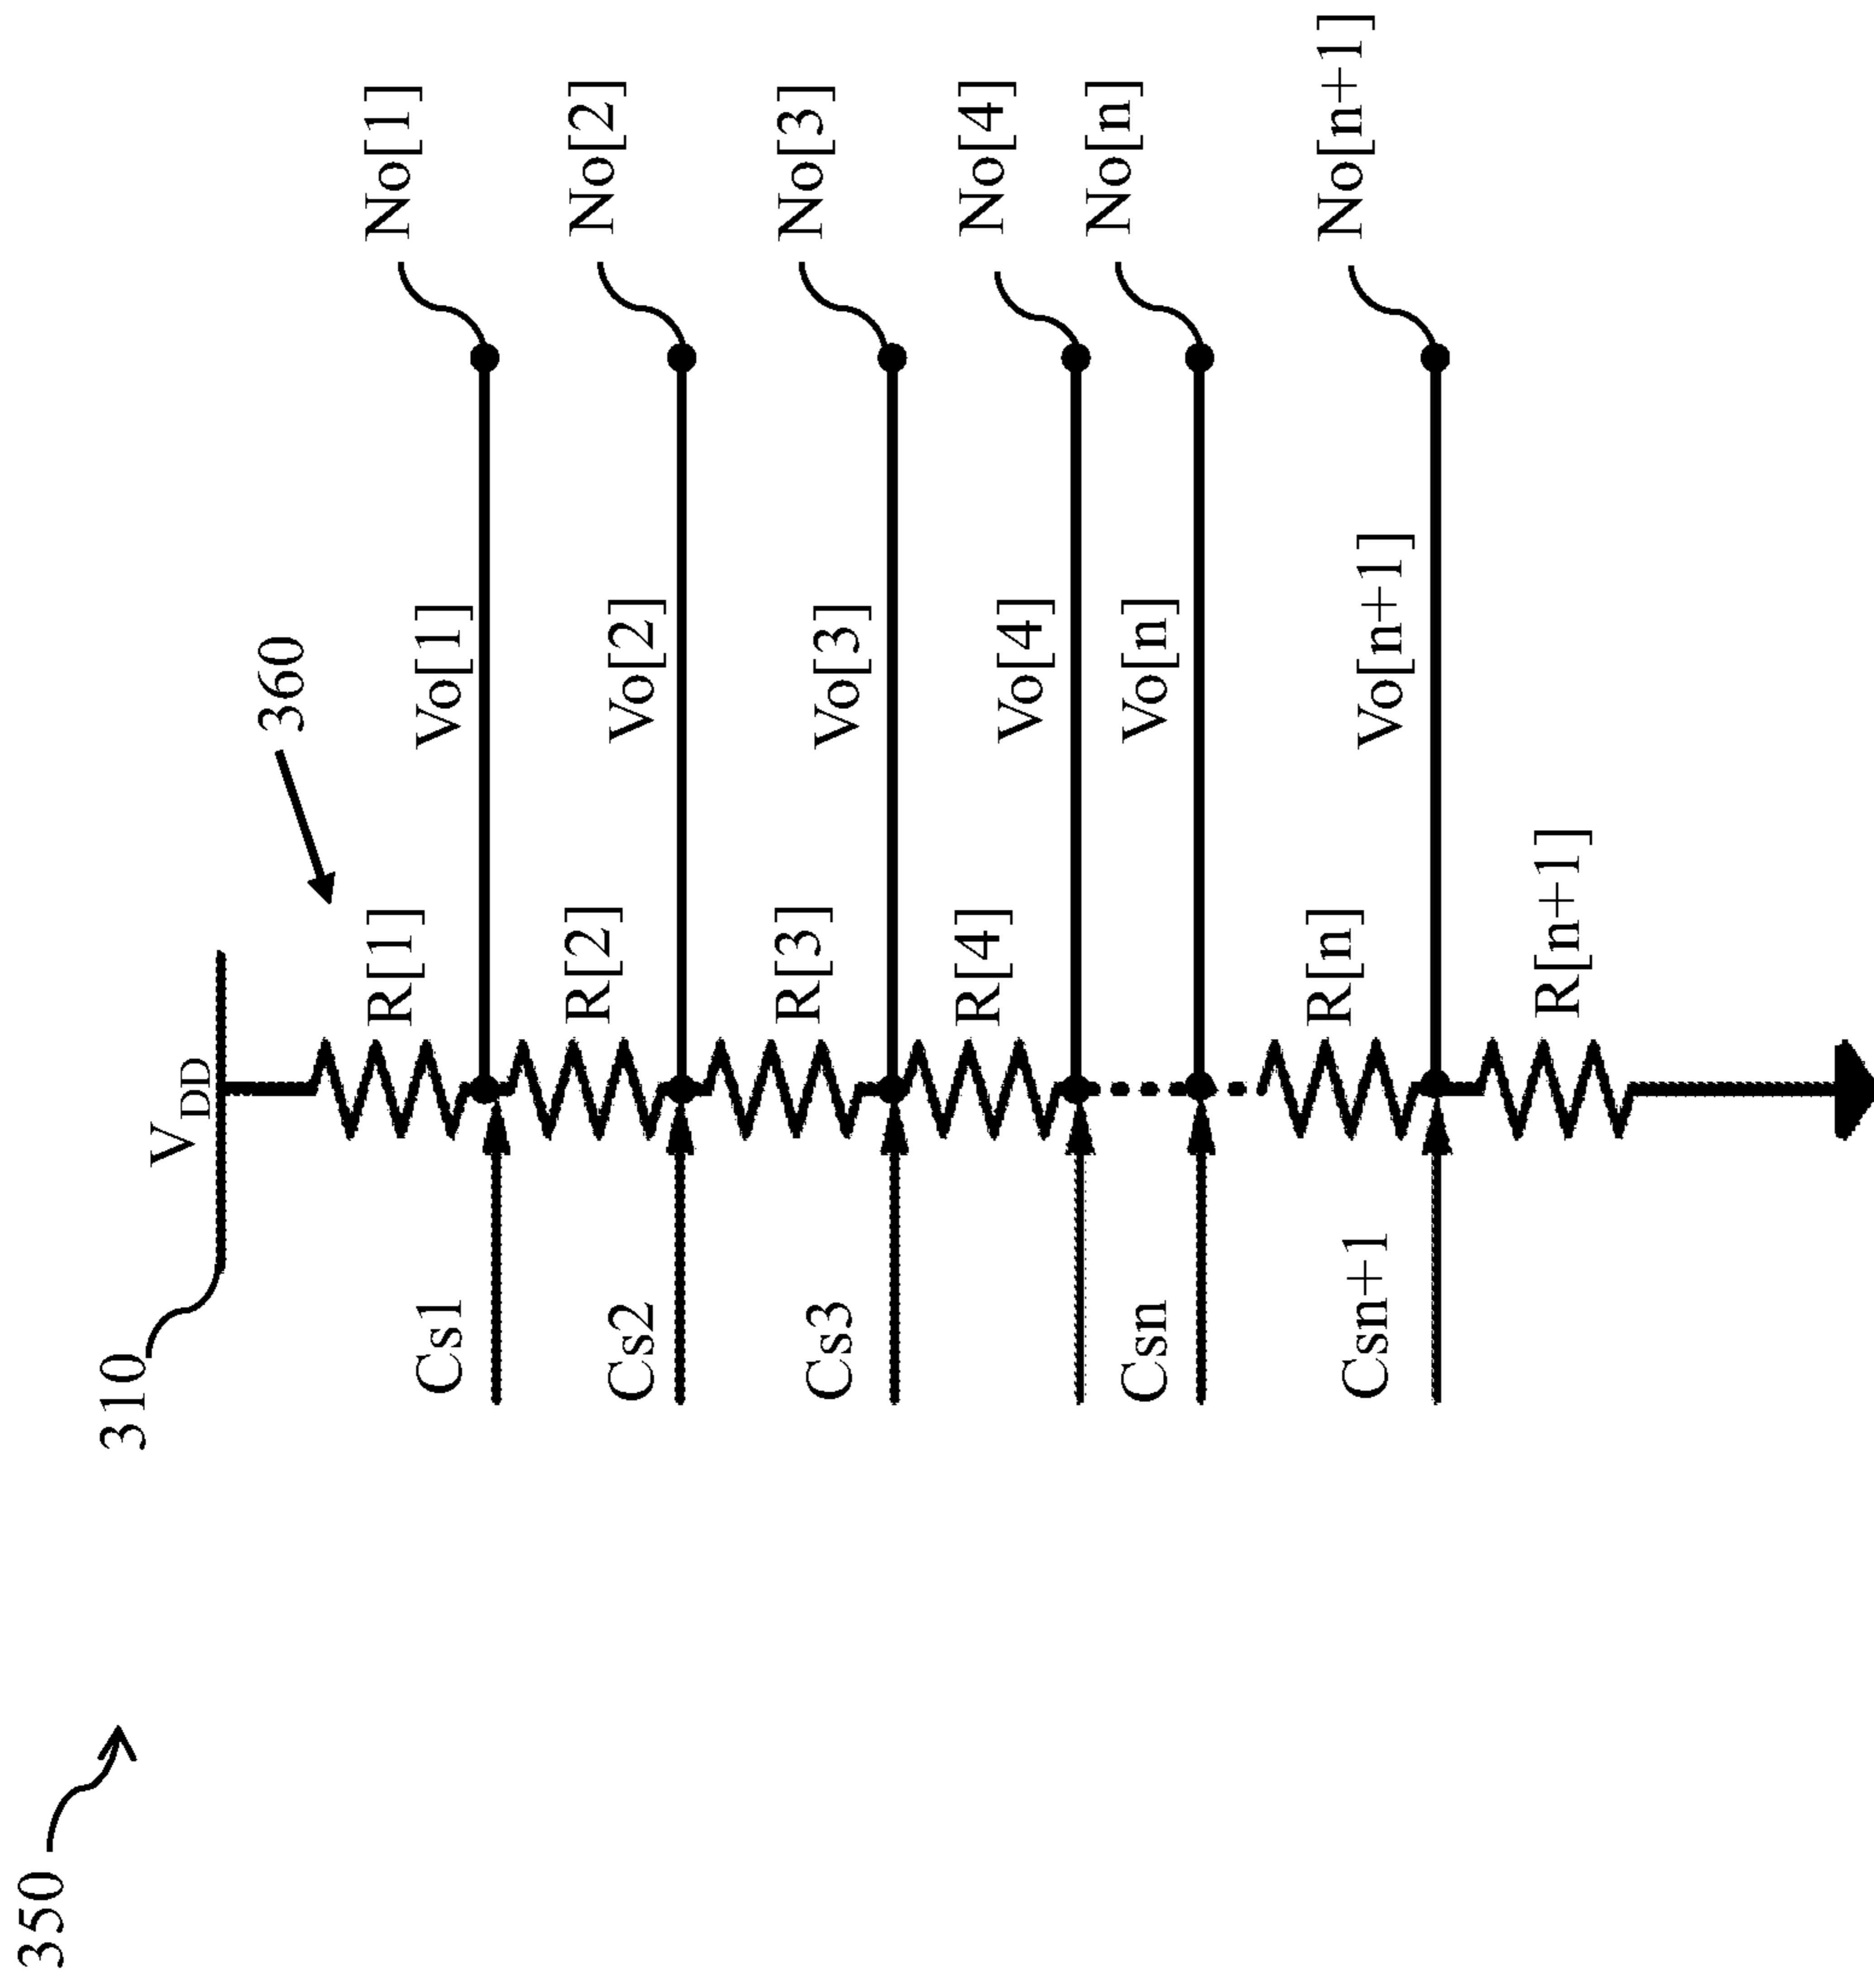 350
310
V DD
360
R[1]
R[2]
R[3]
R[4]
R[n]
R[n+1]
Cs1
Cs2
Cs3
Csn
Csn+1
Vo[1]
Vo[2]
Vo[3]
Vo[4]
Vo[n]
Vo[n+1]
No[1]
No[2]
No[3]
No[4]
No[n]
No[n+1]